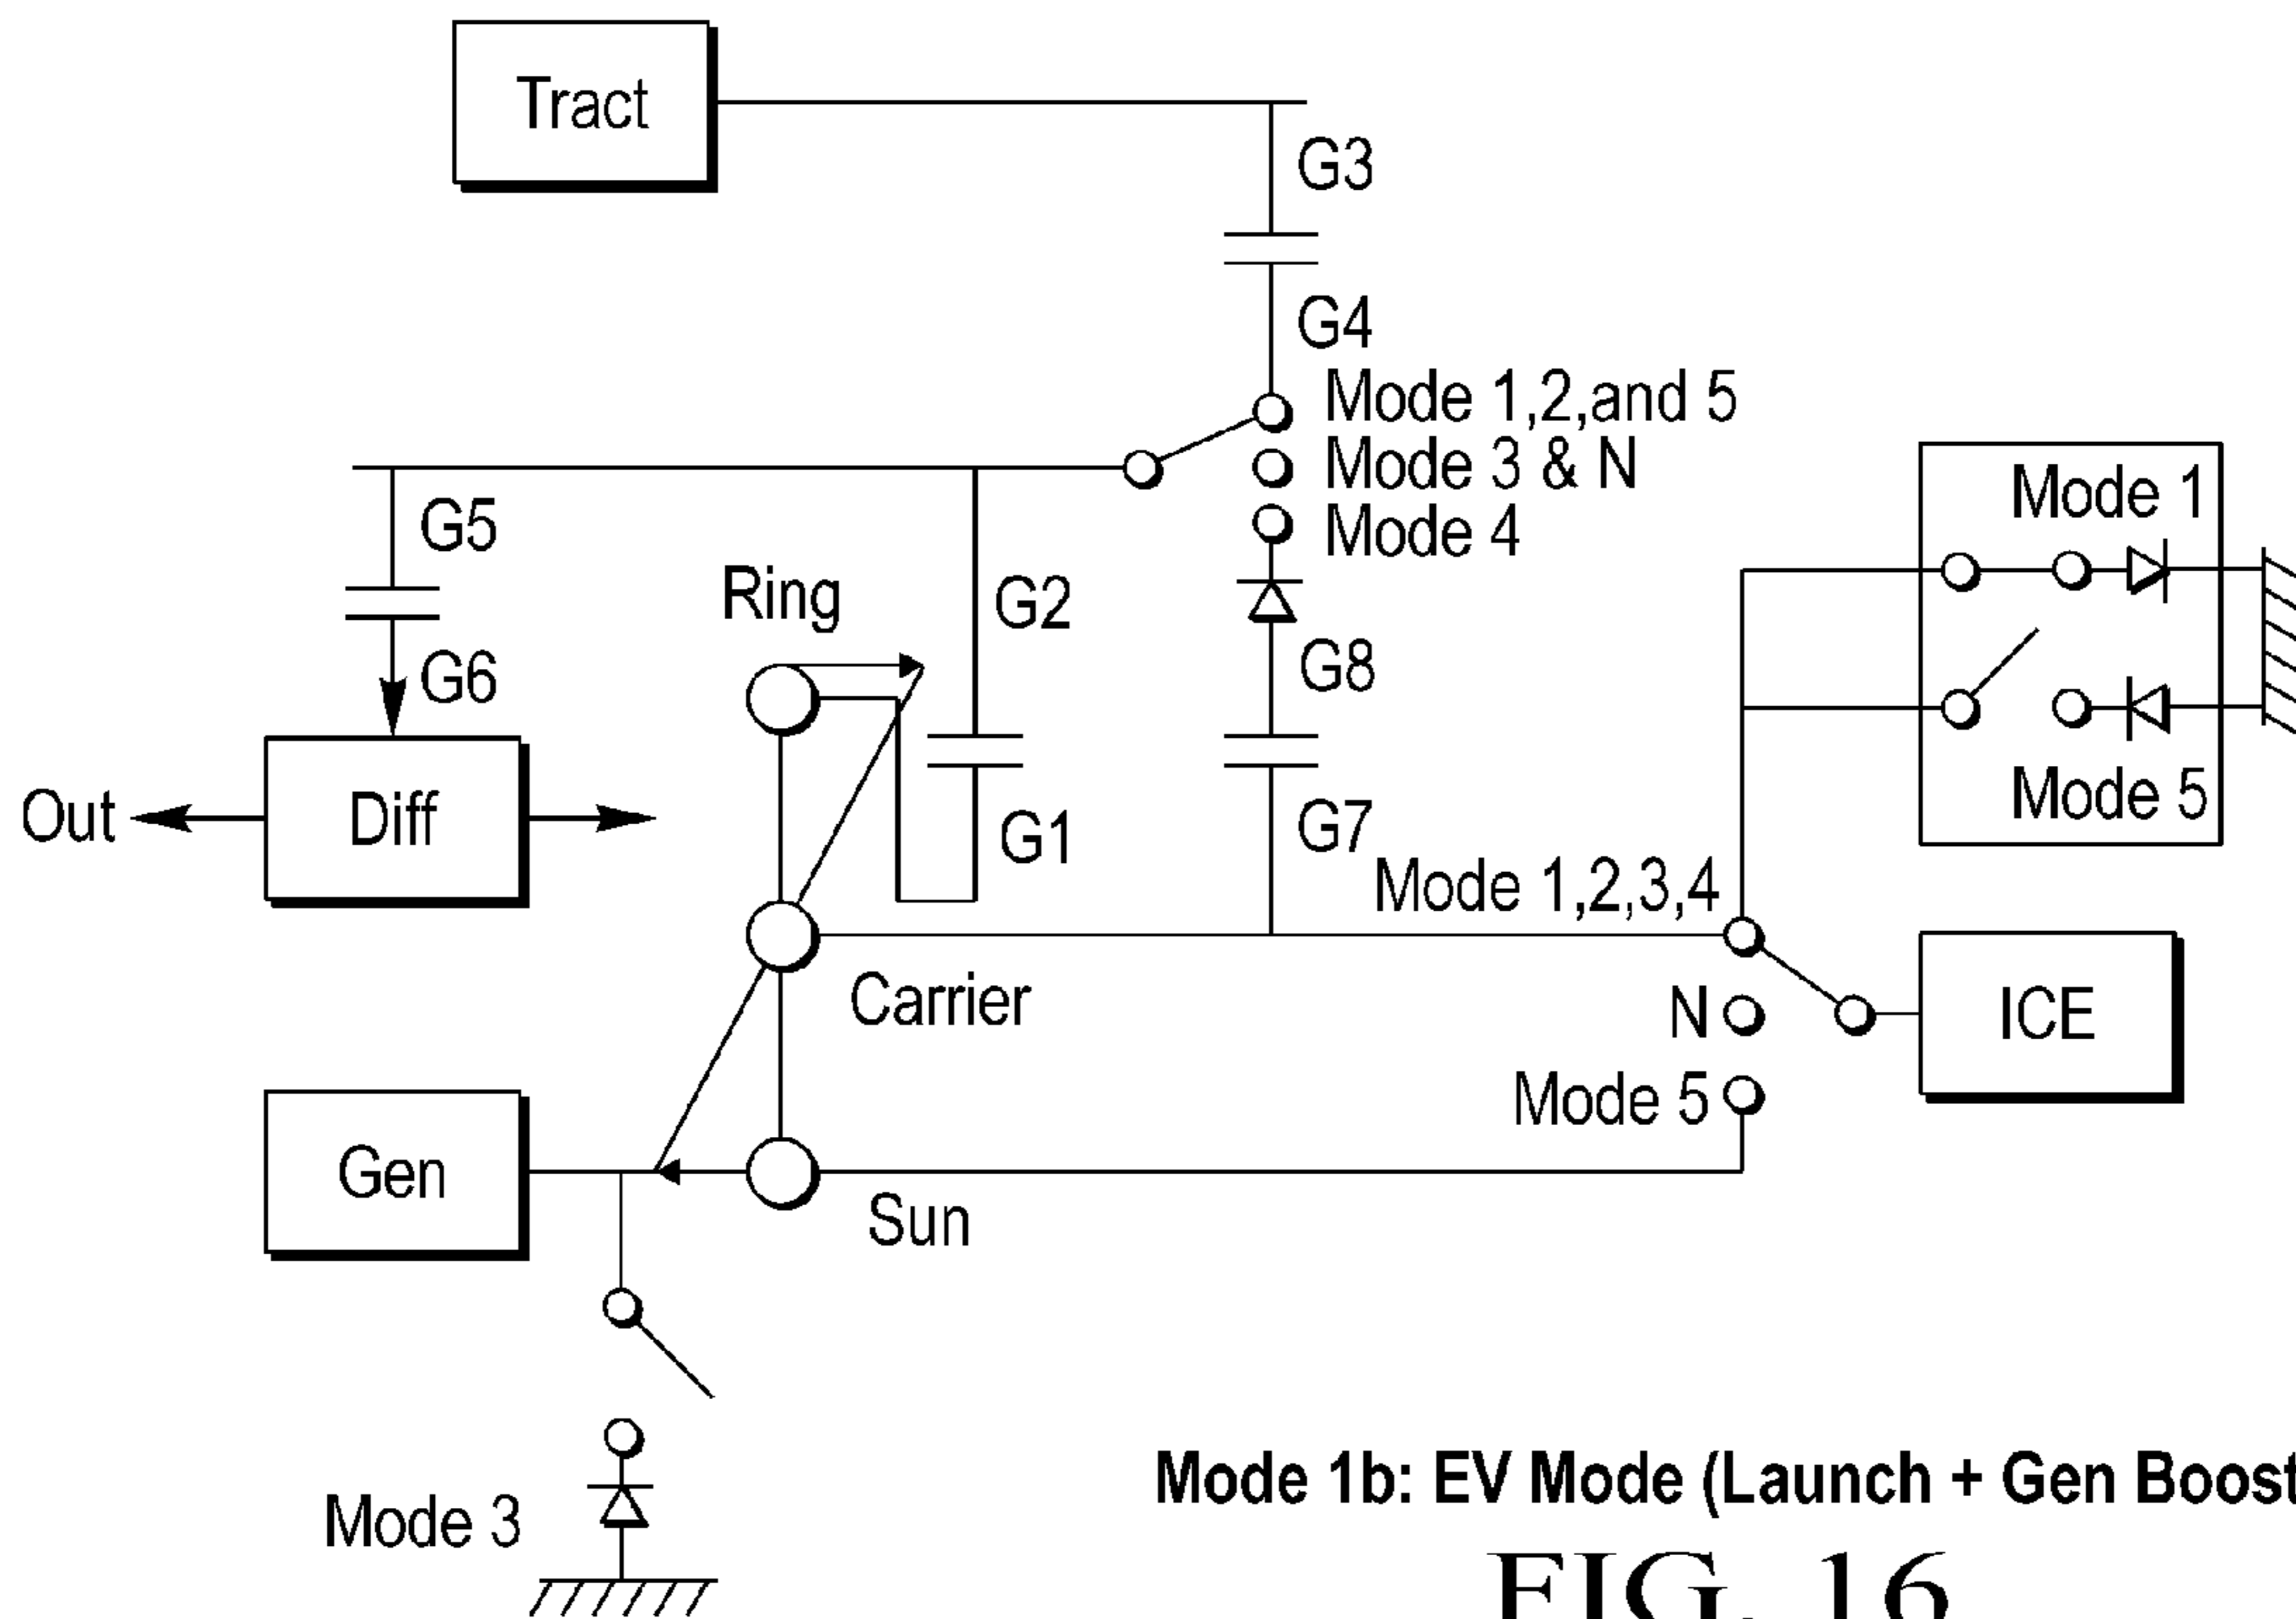 Tract
G3
G4
Mode 1,2,and 5
Mode 3 & N
Mode 4
G5
G6
Ring
G2
G8
Mode 1
Mode 5
Out
Diff
G1
G7
Mode 1,2,3,4
Carrier
N
ICE
Mode 5
Gen
Sun
Mode 3
Mode 1b: EV Mode (Launch + Gen Boost
FIG. 16